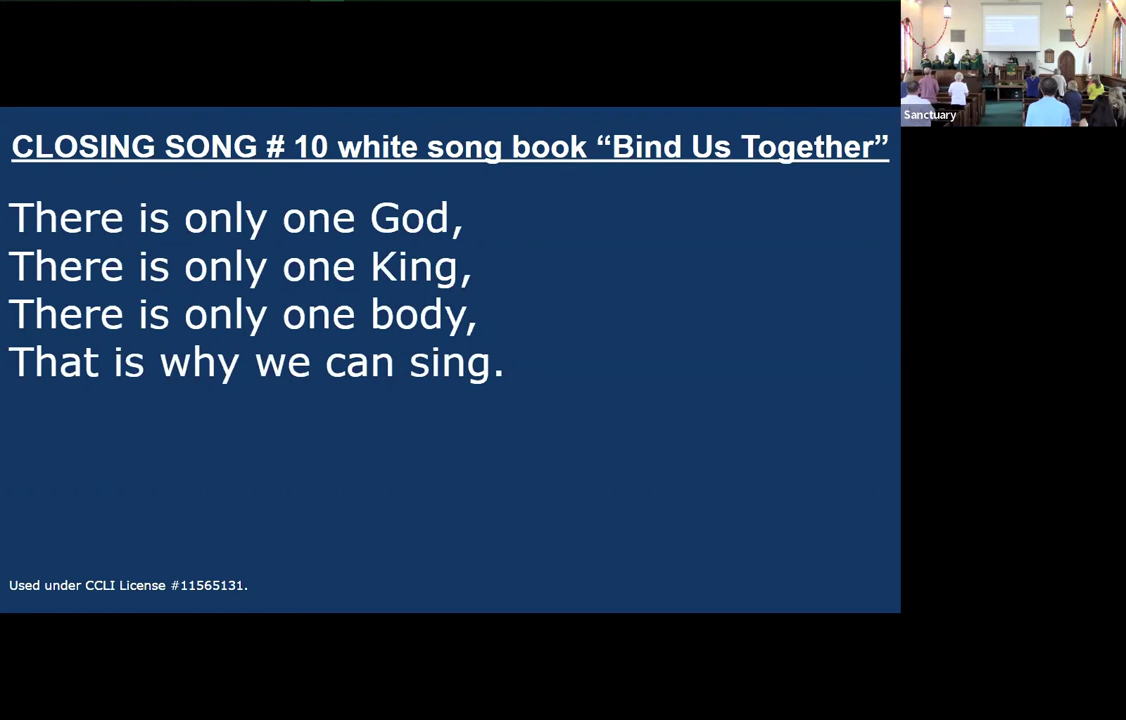 CLOSING SONG # 10 white song book “Bind Us Together”
There is only one God,
There is only one King,
There is only one body,
That is why we can sing.
Used under CCLI License #11565131.
Sanctuary